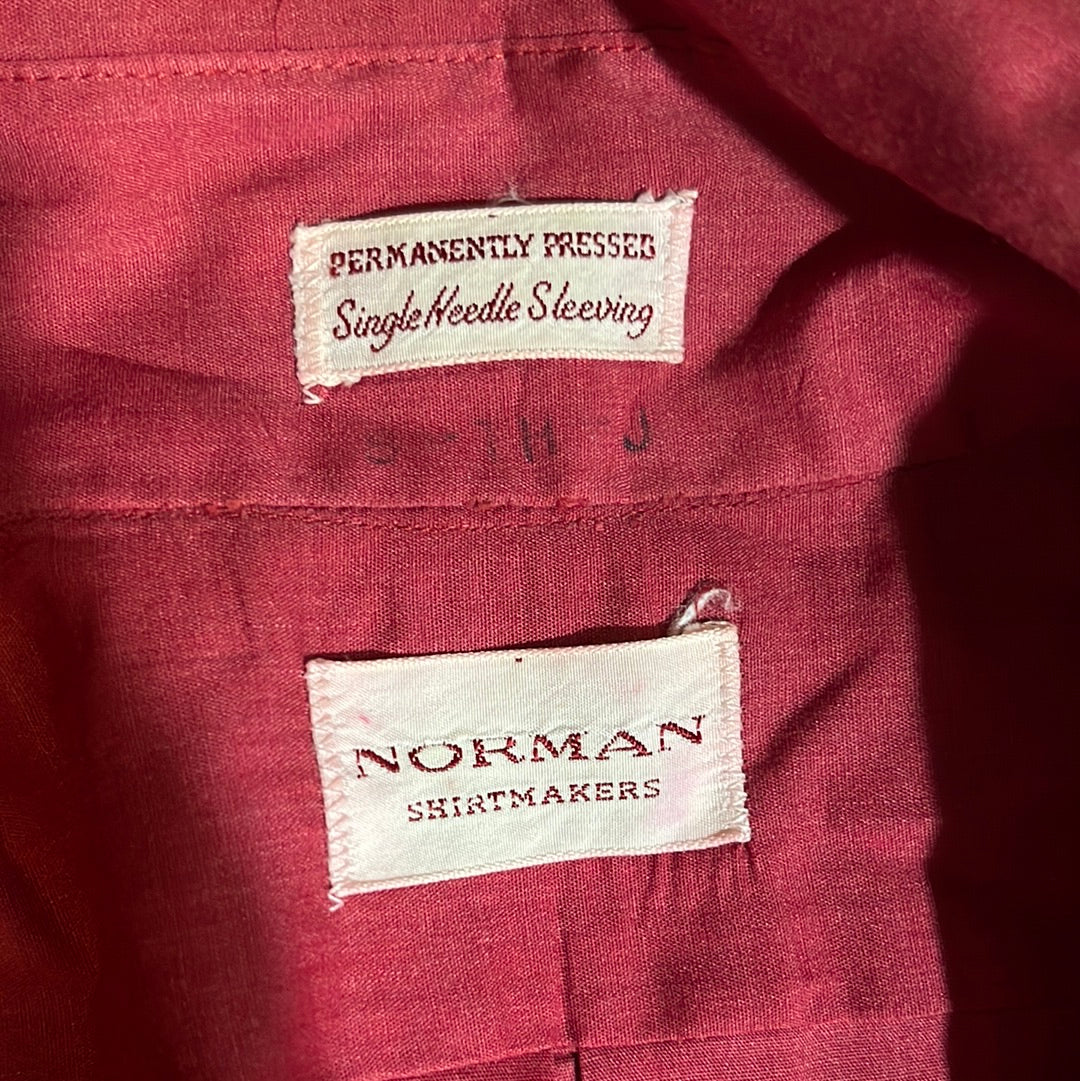 PERMANENTLY PRESSED
Single Needle Sleeving
NORMAN
SHIRTMAKERS